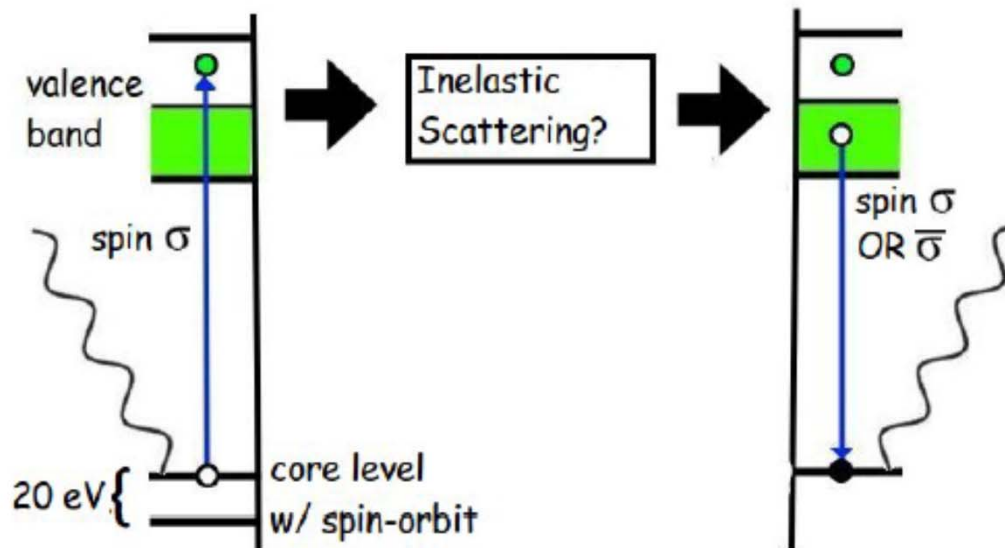 valence
band
spin σ
20 eV {
core level
w/ spin-orbit
Inelastic
Scattering?
spin σ
OR σ̅